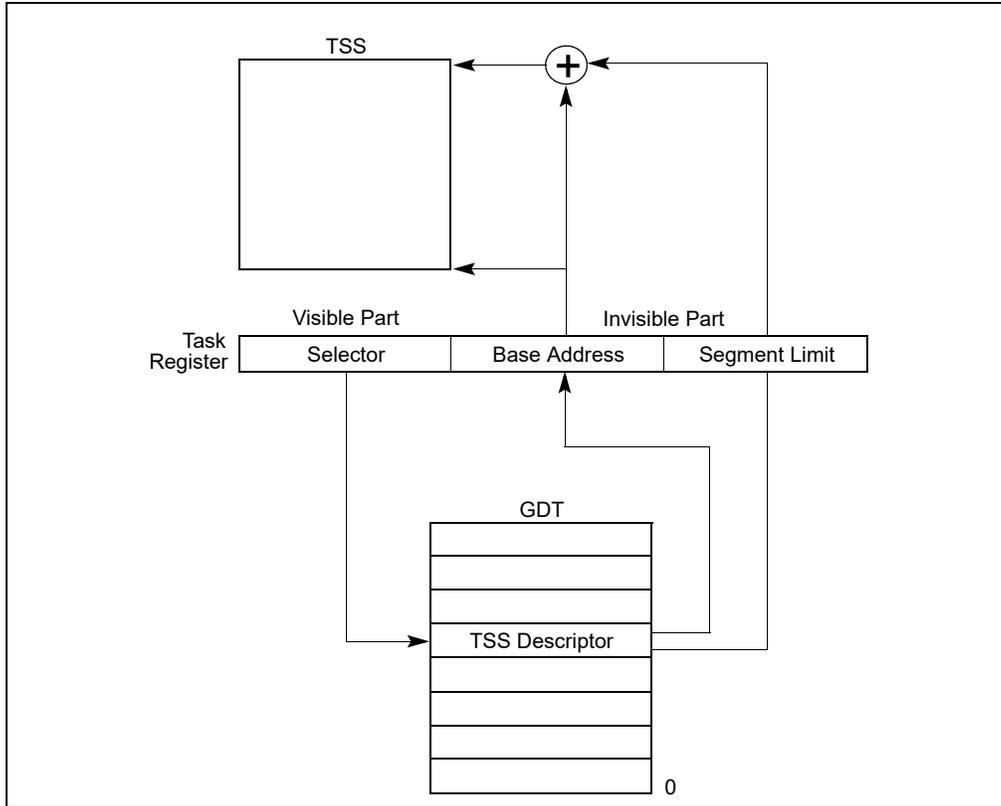 TSS
+
Visible Part
Invisible Part
Task
Register
Selector
Base Address
Segment Limit
GDT
TSS Descriptor
0